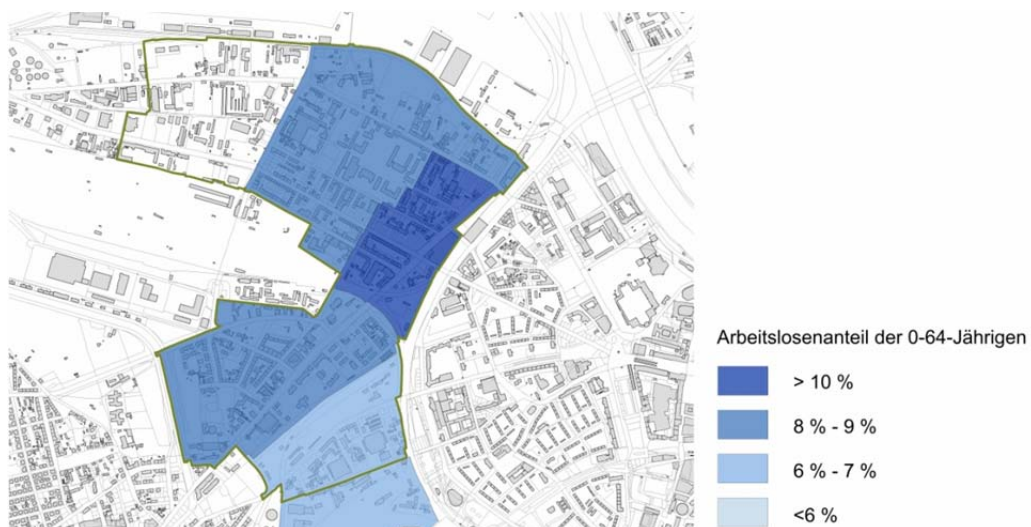 Arbeitslosenanteil der 0-64-Jährigen
> 10 %
8 % - 9 %
6 % - 7 %
<6 %